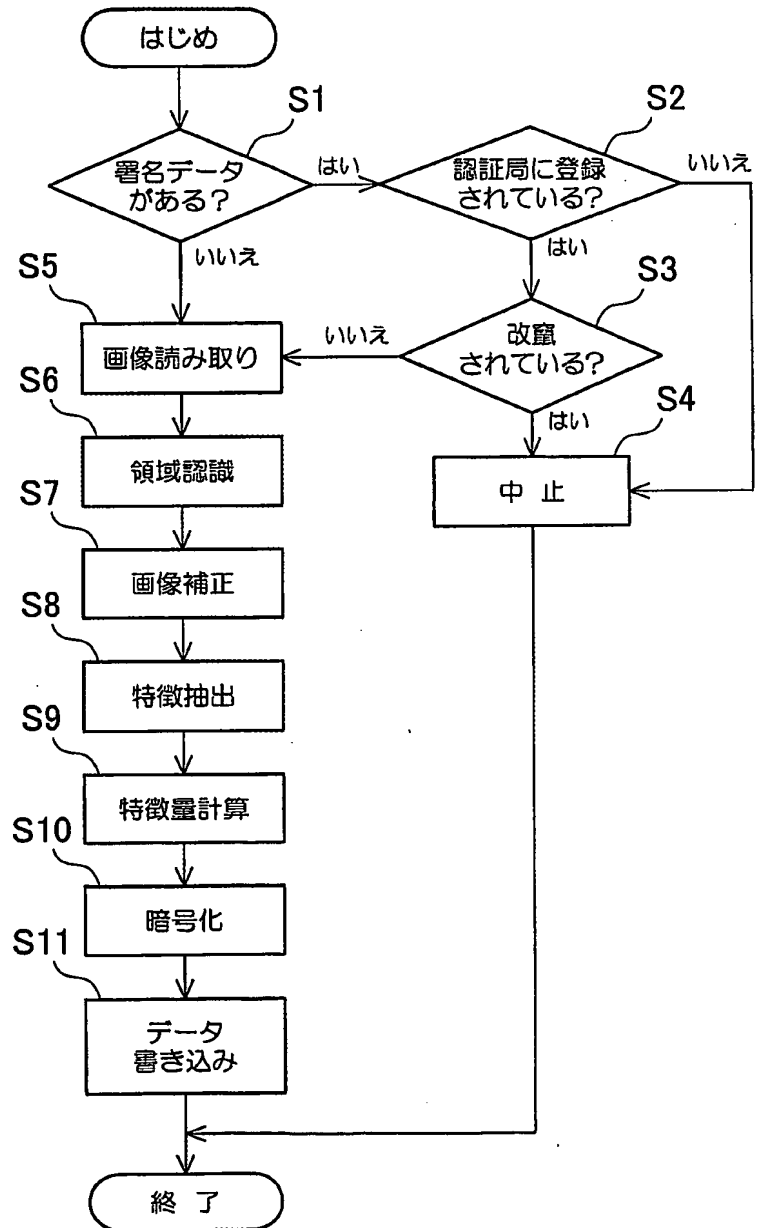 はじめ
S1
署名データ
がある？
はい
S2
認証局に登録
されている？
いいえ
はい
いいえ
S5
画像読み取り
いいえ
S3
改竄
されている？
はい
S4
中 止
S6
領域認識
S7
画像補正
S8
特徴抽出
S9
特徴量計算
S10
暗号化
S11
データ
書き込み
終 了